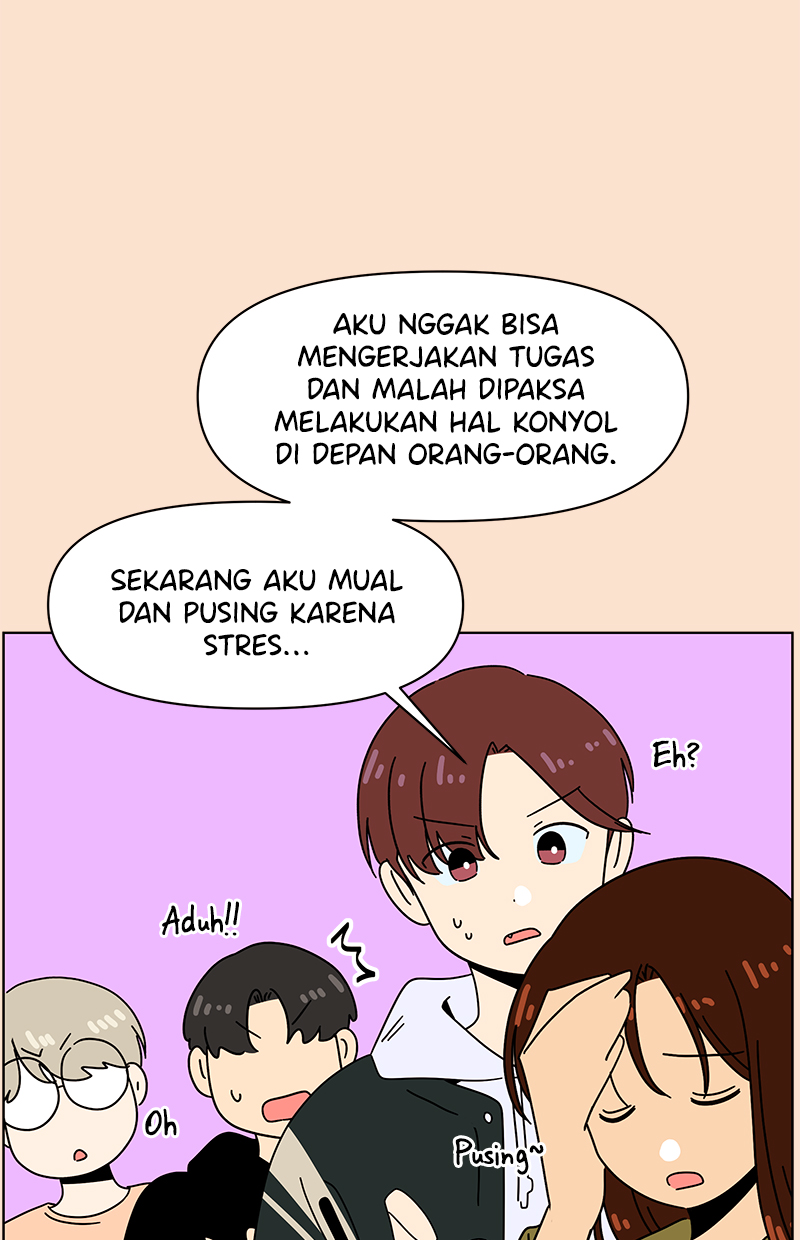 AKU NGGAK BISA
MENGERJAKAN TUGAS
DAN MALAH DIPAKSA
MELAKUKAN HAL KONYOL
DI DEPAN ORANG-ORANG.
SEKARANG AKU MUAL
DAN PUSING KARENA
STRES...
Eh?
Aduh!!
Oh
Pusing~